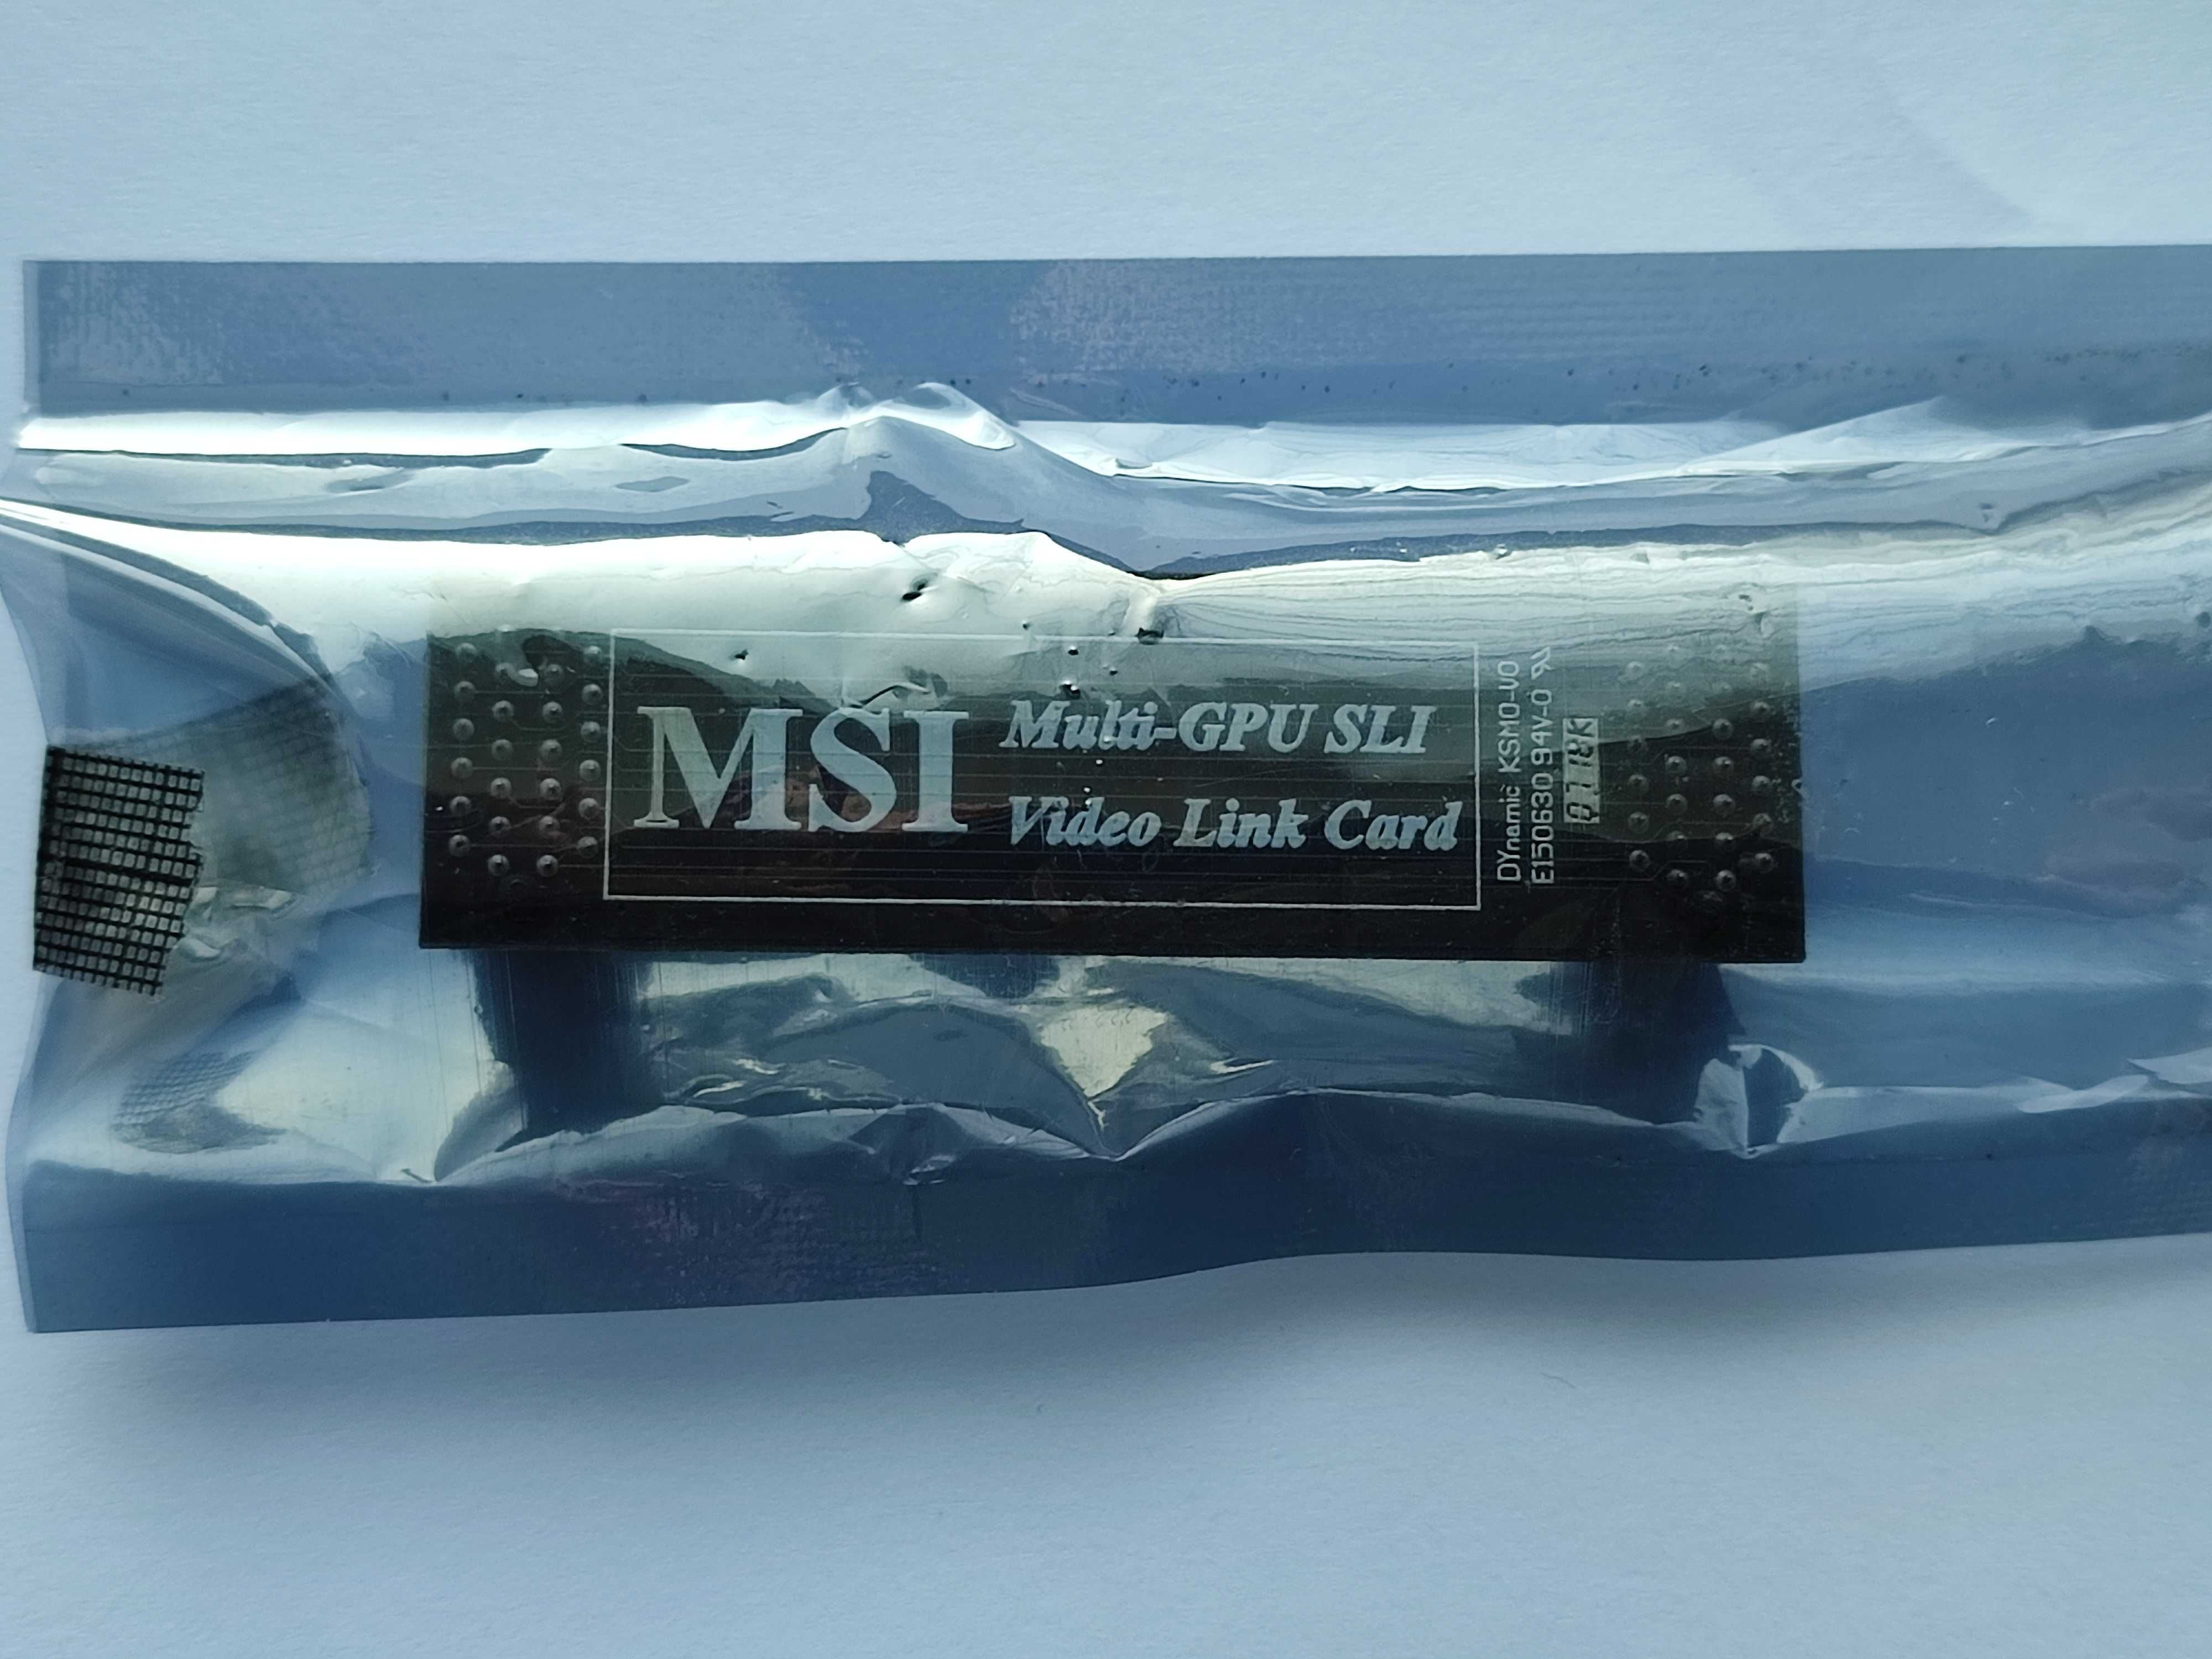 MSI
Multi-GPU SLI
Video Link Card
DYnamic KSM0-V0
E150630 94V-0